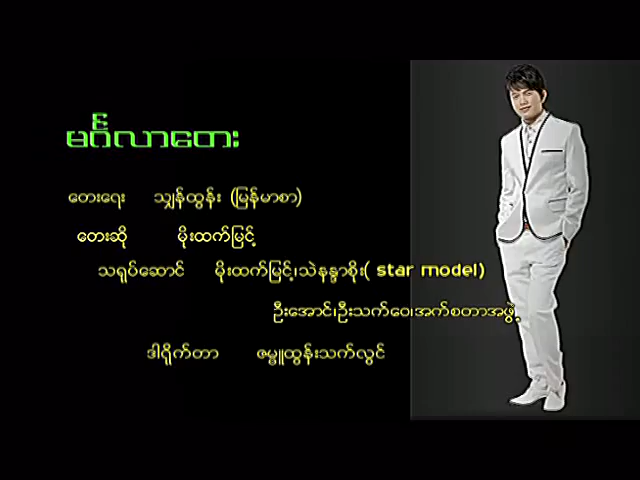 မင်္ဂလာတေး
တေးရေး သျှန်ထွန်း (မြန်မာစာ)
တေးဆို မိုးထက်မြင့်
သရုပ်ဆောင် မိုးထက်မြင့်၊သဲနန္ဒာစိုး( star model)
ဦးအောင်၊ဦးသက်ဝေ၊အက်စတာအဖွဲ့
ဒါရိုက်တာ ဇမ္ဗူထွန်းသက်လွင်